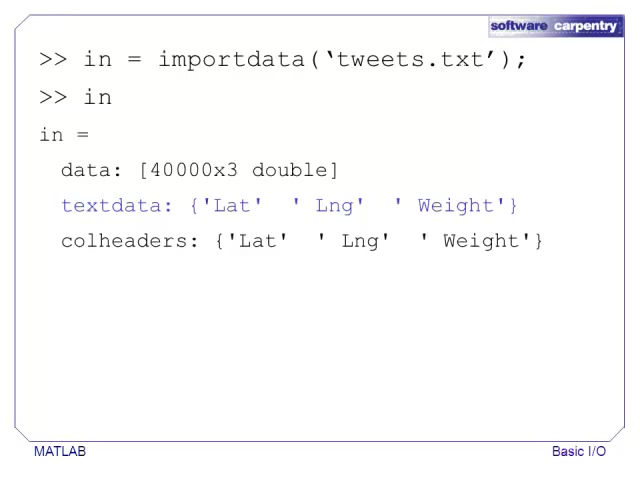 software carpentry
>> in = importdata(‘tweets.txt’);
>> in
in =
data: [40000x3 double]
textdata: {'Lat' ' Lng' ' Weight'}
colheaders: {'Lat' ' Lng' ' Weight'}
MATLAB
Basic I/O